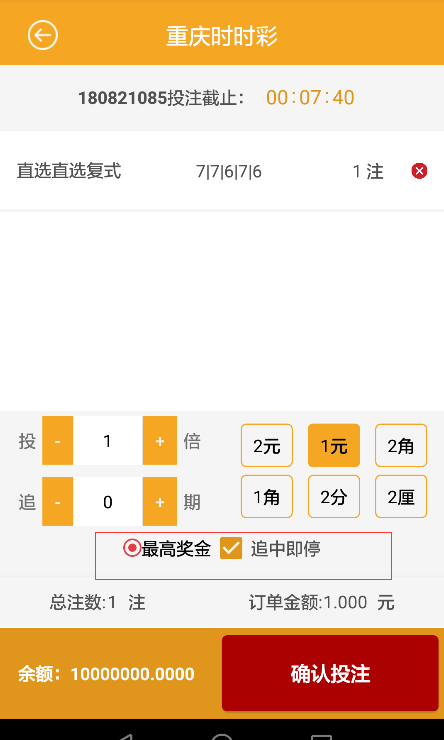 重庆时时彩
180821085投注截止： 00:07:40
直选直选复式 7|7|6|7|6 1 注
投 - 1 + 倍 2元 1元 2角
追 - 0 + 期 1角 2分 2厘
最高奖金 追中即停
总注数:1 注 订单金额:1.000 元
余额：10000000.0000 确认投注